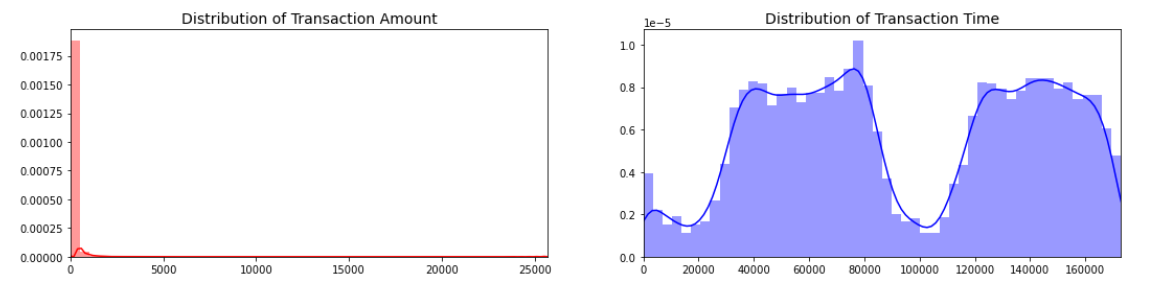 Distribution of Transaction Amount
0.00175
0.00150
0.00125
0.00100
0.00075
0.00050
0.00025
0.00000
0 5000 10000 15000 20000 25000
Distribution of Transaction Time
1e−5
1.0
0.8
0.6
0.4
0.2
0.0
0 20000 40000 60000 80000 100000 120000 140000 160000